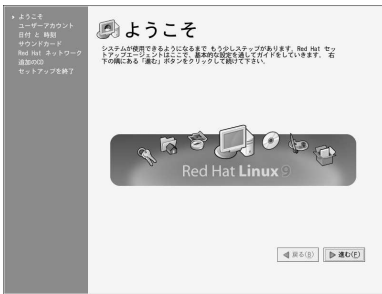 ようこそ
ユーザーアカウント
日付 と 時刻
サウンドカード
Red Hat ネットワーク
追加のCD
セットアップを終了
ようこそ
システムが使用できるようになるまで もう少しステップがあります。Red Hat セッ
トアップエージェントはここで、基本的な設定を通してガイドをしていきます。 右
下の隅にある「進む」ボタンをクリックして続けて下さい。
Red Hat Linux 9
戻る(B)
進む(F)